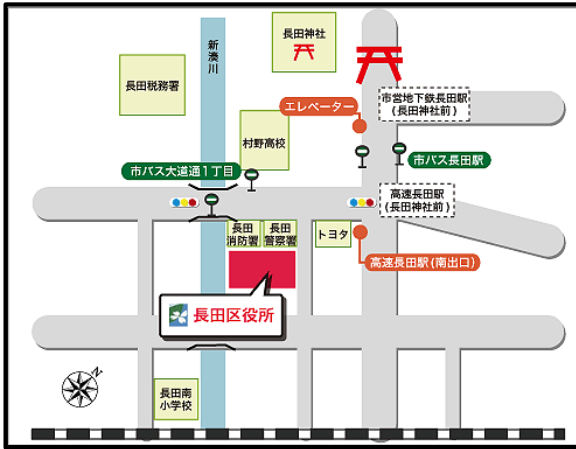 新湊川
長田神社
長田税務署
エレベーター
市営地下鉄長田駅
(長田神社前)
村野高校
市バス長田駅
市バス大道通1丁目
高速長田駅
(長田神社前)
長田
消防署
長田
警察署
トヨタ
高速長田駅(南出口)
長田区役所
N
長田南
小学校